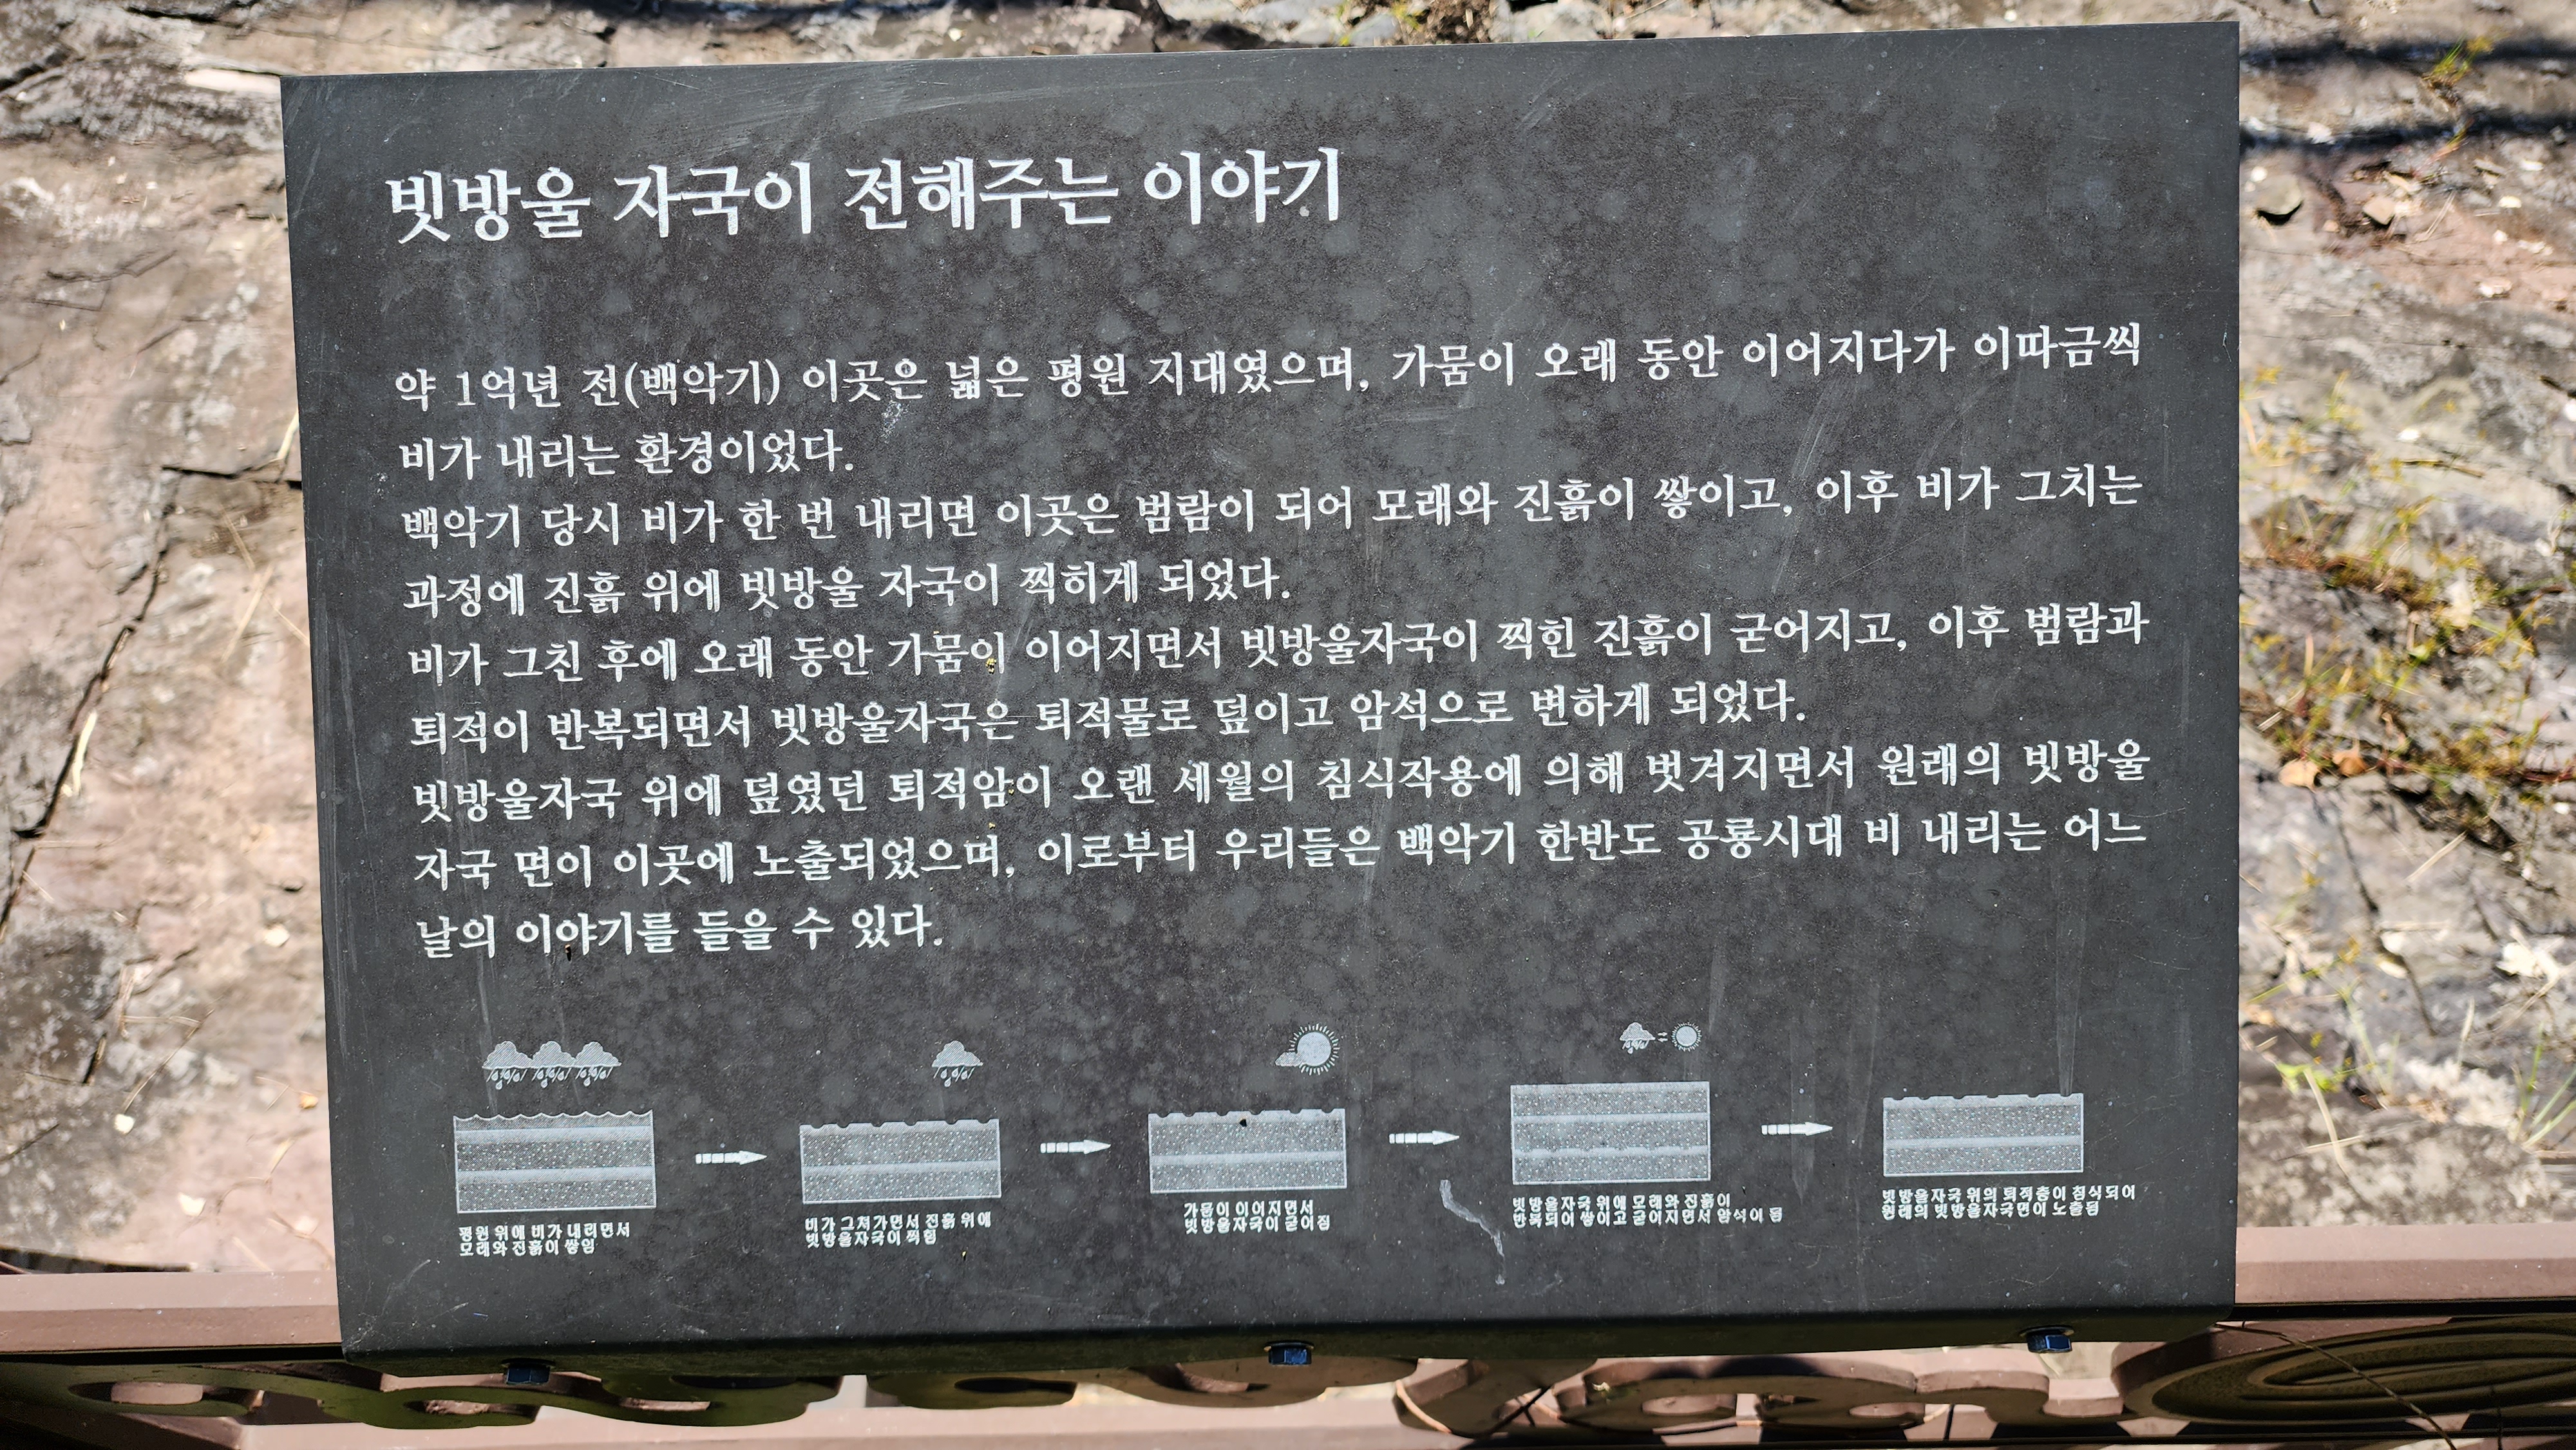 빗방울 자국이 전해주는 이야기
약 1억년 전(백악기) 이곳은 넓은 평원 지대였으며, 가뭄이 오래 동안 이어지다가 이따금씩
비가 내리는 환경이었다.
백악기 당시 비가 한 번 내리면 이곳은 범람이 되어 모래와 진흙이 쌓이고, 이후 비가 그치는
과정에 진흙 위에 빗방울 자국이 찍히게 되었다.
비가 그친 후에 오래 동안 가뭄이 이어지면서 빗방울자국이 찍힌 진흙이 굳어지고, 이후 범람과
퇴적이 반복되면서 빗방울자국은 퇴적물로 덮이고 암석으로 변하게 되었다.
빗방울자국 위에 덮였던 퇴적암이 오랜 세월의 침식작용에 의해 벗겨지면서 원래의 빗방울
자국 면이 이곳에 노출되었으며, 이로부터 우리들은 백악기 한반도 공룡시대 비 내리는 어느
날의 이야기를 들을 수 있다.
평원 위에 비가 내리면서
모래와 진흙이 쌓임
비가 그쳐가면서 진흙 위에
빗방울자국이 찍힘
가뭄이 이어지면서
빗방울자국이 굳어짐
빗방울자국 위에 모래와 진흙이
반복되어 쌓이고 굳어지면서 암석이 됨
빗방울자국 위의 퇴적층이 침식되어
원래의 빗방울자국면이 노출됨